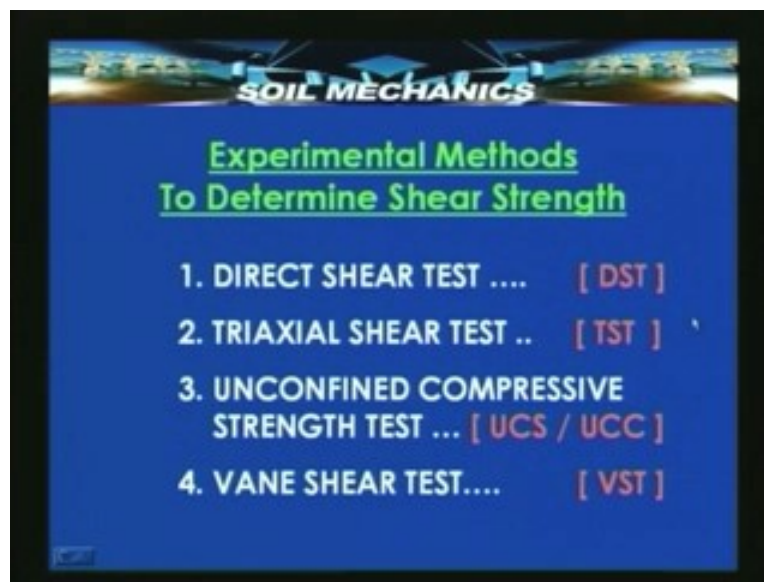 SOIL MECHANICS
Experimental Methods
To Determine Shear Strength
1. DIRECT SHEAR TEST .... [ DST ]
2. TRIAXIAL SHEAR TEST .. [ TST ]
3. UNCONFINED COMPRESSIVE
STRENGTH TEST ... [ UCS / UCC ]
4. VANE SHEAR TEST.... [ VST ]